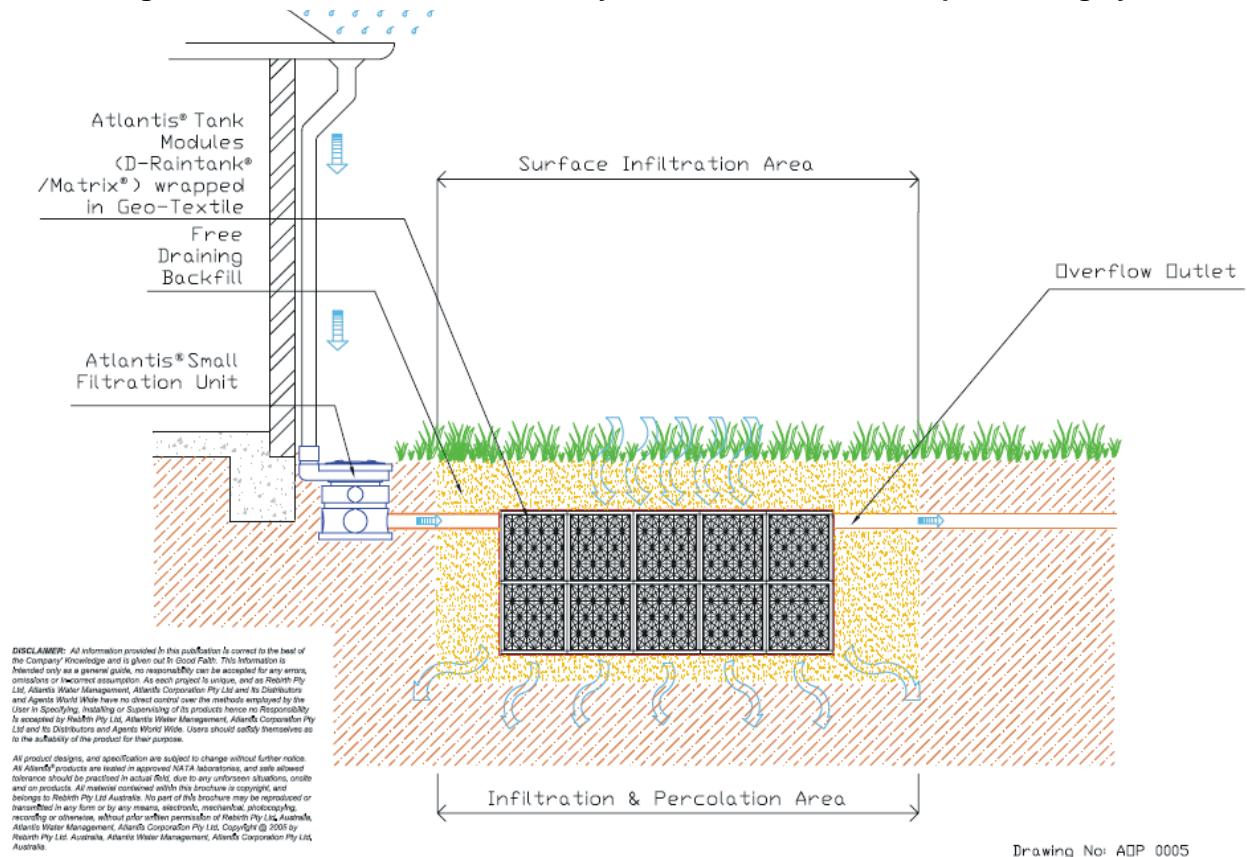 Atlantis® Tank
Modules
(D-Raintank®
/Matrix®) wrapped
in Geo-Textile
Free
Draining
Backfill
Atlantis® Small
Filtration Unit
Surface Infiltration Area
Overflow Outlet
DISCLAIMER: All information provided in this publication is correct to the best of
the Company' Knowledge and is given out in Good Faith. This information is
intended only as a general guide, no responsibility can be accepted for any errors,
omissions or in-correct assumption. As each project is unique, and as Rebirth Pty
Ltd, Atlantis Water Management, Atlantis Corporation Pty Ltd and its Distributors
and Agents World Wide have no direct control over the methods employed by the
User in Specifying, Installing or Supervising of its products hence no Responsibility
is accepted by Rebirth Pty Ltd, Atlantis Water Management, Atlantis Corporation Pty
Ltd and its Distributors and Agents World Wide. Users should satisfy themselves as
to the suitability of the product for their purpose.
All product designs, and specification are subject to change without further notice.
All Atlantis® products are tested in approved NATA laboratories, and safe allowed
tolerance should be practised in actual field, due to any unforseen situations, onsite
and on products. All material contained within this brochure is copyright, and
belongs to Rebirth Pty Ltd Australia. No part of this brochure may be reproduced or
transmitted in any form or by any means, electronic, mechanical, photocopying,
recording or otherwise, without prior written permission of Rebirth Pty Ltd, Australia,
Atlantis Water Management, Atlantis Corporation Pty Ltd, Copyright @ 2005 by
Rebirth Pty Ltd. Australia, Atlantis Water Management, Atlantis Corporation Pty Ltd,
Australia.
Infiltration & Percolation Area
Drawing No: AOP 0005